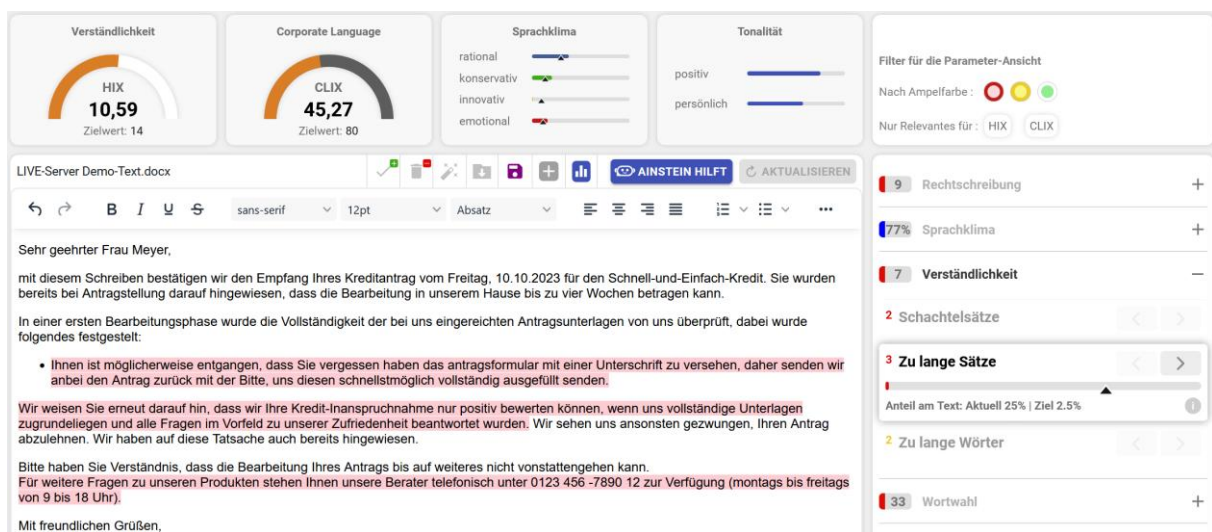 Verständlichkeit
HIX
10,59
Zielwert: 14
Corporate Language
CLIX
45,27
Zielwert: 80
Sprachklima
rational
konservativ
innovativ
emotional
Tonalität
positiv
persönlich
Filter für die Parameter-Ansicht
Nach Ampelfarbe :
Nur Relevantes für : HIX CLIX
LIVE-Server Demo-Text.docx
AINSTEIN HILFT
AKTUALISIEREN
B I U S sans-serif 12pt Absatz
Sehr geehrter Frau Meyer,
mit diesem Schreiben bestätigen wir den Empfang Ihres Kreditantrag vom Freitag, 10.10.2023 für den Schnell-und-Einfach-Kredit. Sie wurden
bereits bei Antragstellung darauf hingewiesen, dass die Bearbeitung in unserem Hause bis zu vier Wochen betragen kann.
In einer ersten Bearbeitungsphase wurde die Vollständigkeit der bei uns eingereichten Antragsunterlagen von uns überprüft, dabei wurde
folgendes festgestellt:
• Ihnen ist möglicherweise entgangen, dass Sie vergessen haben das antragsformular mit einer Unterschrift zu versehen, daher senden wir
anbei den Antrag zurück mit der Bitte, uns diesen schnellstmöglich vollständig ausgefüllt senden.
Wir weisen Sie erneut darauf hin, dass wir Ihre Kredit-Inanspruchnahme nur positiv bewerten können, wenn uns vollständige Unterlagen
zugrundeliegen und alle Fragen im Vorfeld zu unserer Zufriedenheit beantwortet wurden. Wir sehen uns ansonsten gezwungen, Ihren Antrag
abzulehnen. Wir haben auf diese Tatsache auch bereits hingewiesen.
Bitte haben Sie Verständnis, dass die Bearbeitung Ihres Antrags bis auf weiteres nicht vonstattengehen kann.
Für weitere Fragen zu unseren Produkten stehen Ihnen unsere Berater telefonisch unter 0123 456 -7890 12 zur Verfügung (montags bis freitags
von 9 bis 18 Uhr).
Mit freundlichen Grüßen,
9 Rechtschreibung
77% Sprachklima
7 Verständlichkeit
2 Schachtelsätze
3 Zu lange Sätze
Anteil am Text: Aktuell 25% | Ziel 2.5%
2 Zu lange Wörter
33 Wortwahl